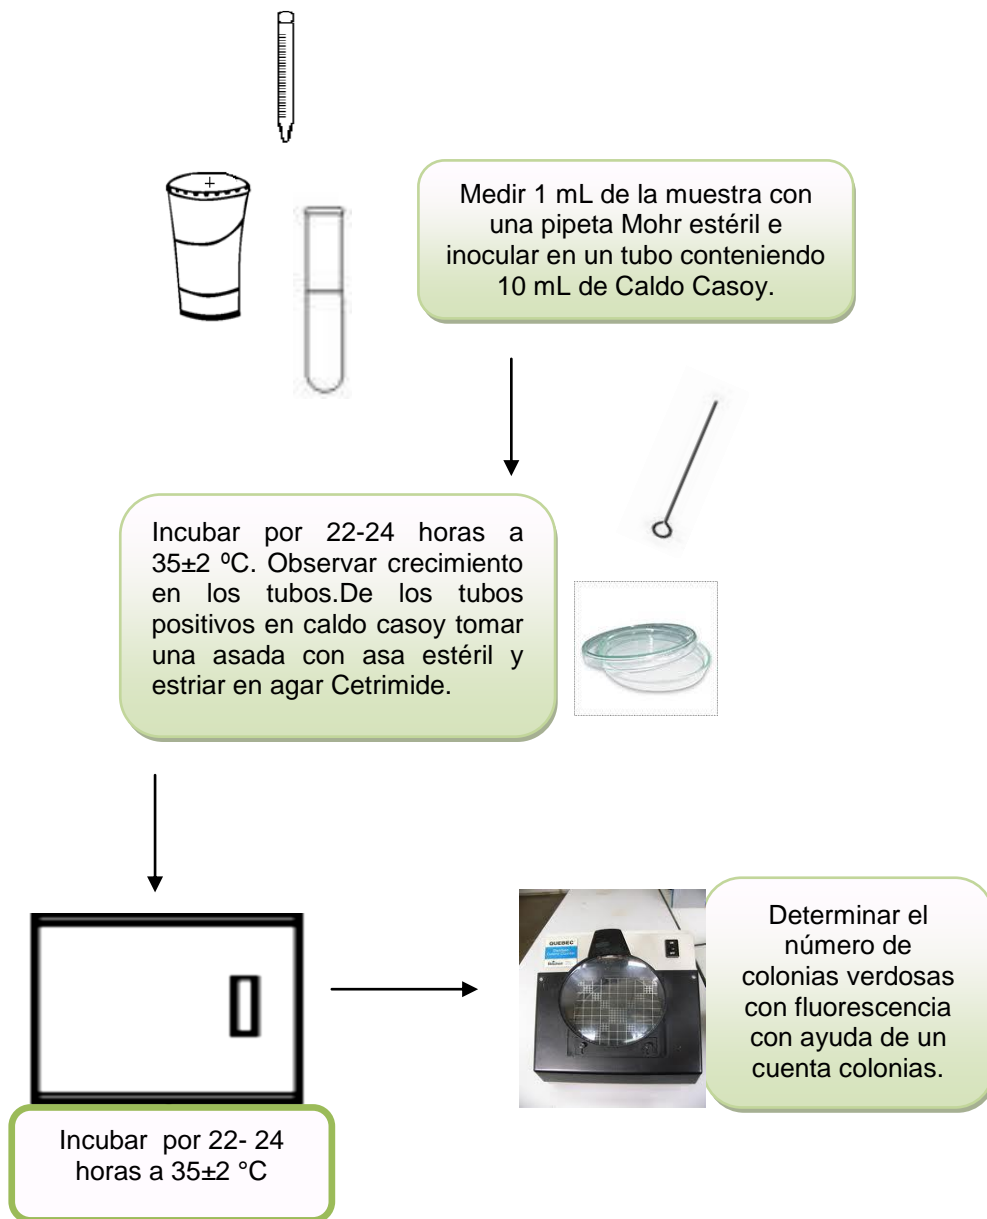 Medir 1 mL de la muestra con
una pipeta Mohr estéril e
inocular en un tubo conteniendo
10 mL de Caldo Casoy.
Incubar por 22-24 horas a
35±2 ºC. Observar crecimiento
en los tubos.De los tubos
positivos en caldo casoy tomar
una asada con asa estéril y
estriar en agar Cetrimide.
QUEBEC
Determinar el
número de
colonias verdosas
con fluorescencia
con ayuda de un
cuenta colonias.
Incubar por 22- 24
horas a 35±2 °C